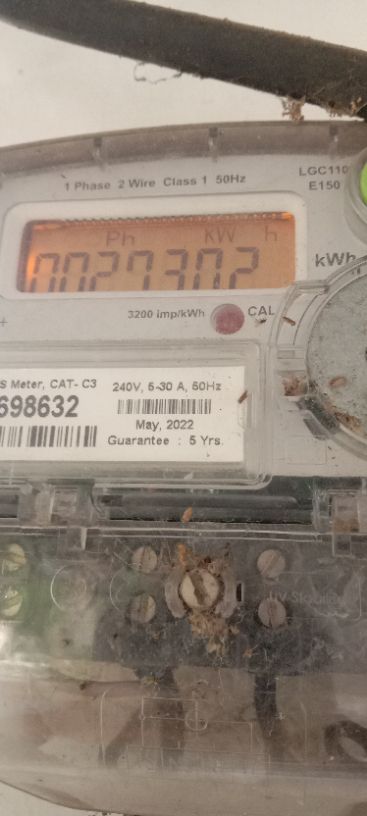 1 Phase 2 Wire Class 1 50Hz
LGC110
E150
Ph KW h
0027302
kWh
3200 imp/kWh
CAL
S Meter, CAT- C3
240V, 5-30 A, 50Hz
698632
May, 2022
Guarantee : 5 Yrs.